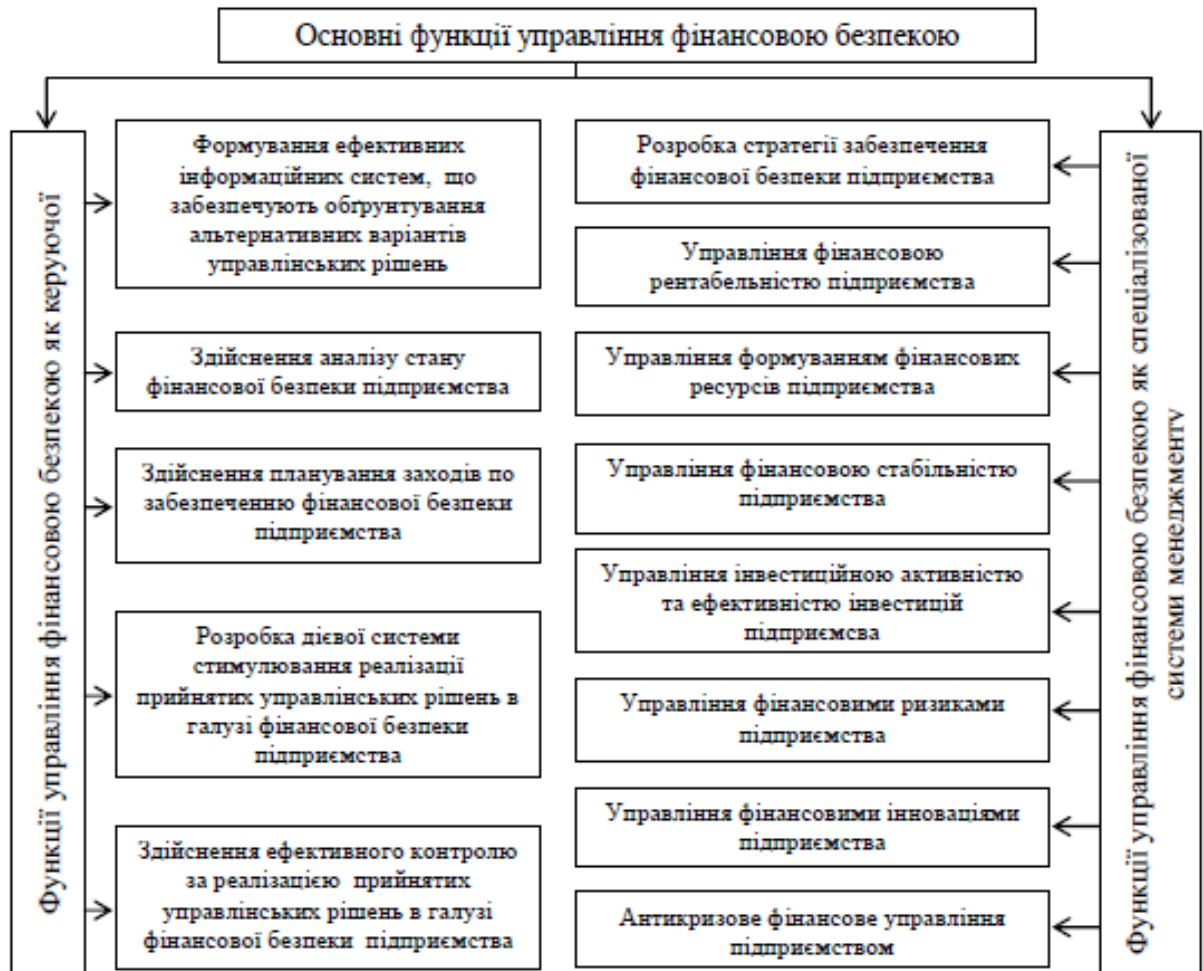 Основні функції управління фінансовою безпекою
Функції управління фінансовою безпекою як керуючої
Формування ефективних
інформаційних систем, що
забезпечують обґрунтування
альтернативних варіантів
управлінських рішень
Здійснення аналізу стану
фінансової безпеки підприємства
Здійснення планування заходів по
забезпеченню фінансової безпеки
підприємства
Розробка дієвої системи
стимулювання реалізації
прийнятих управлінських рішень в
галузі фінансової безпеки
підприємства
Здійснення ефективного контролю
за реалізацією прийнятих
управлінських рішень в галузі
фінансової безпеки підприємства
Розробка стратегії забезпечення
фінансової безпеки підприємства
Управління фінансовою
рентабельністю підприємства
Управління формуванням фінансових
ресурсів підприємства
Управління фінансовою стабільністю
підприємства
Управління інвестиційною активністю
та ефективністю інвестицій
підприємсва
Управління фінансовими ризиками
підприємства
Управління фінансовими інноваціями
підприємства
Антикризове фінансове управління
підприємством
Функції управління фінансовою безпекою як спеціалізованої
системи менеджменту